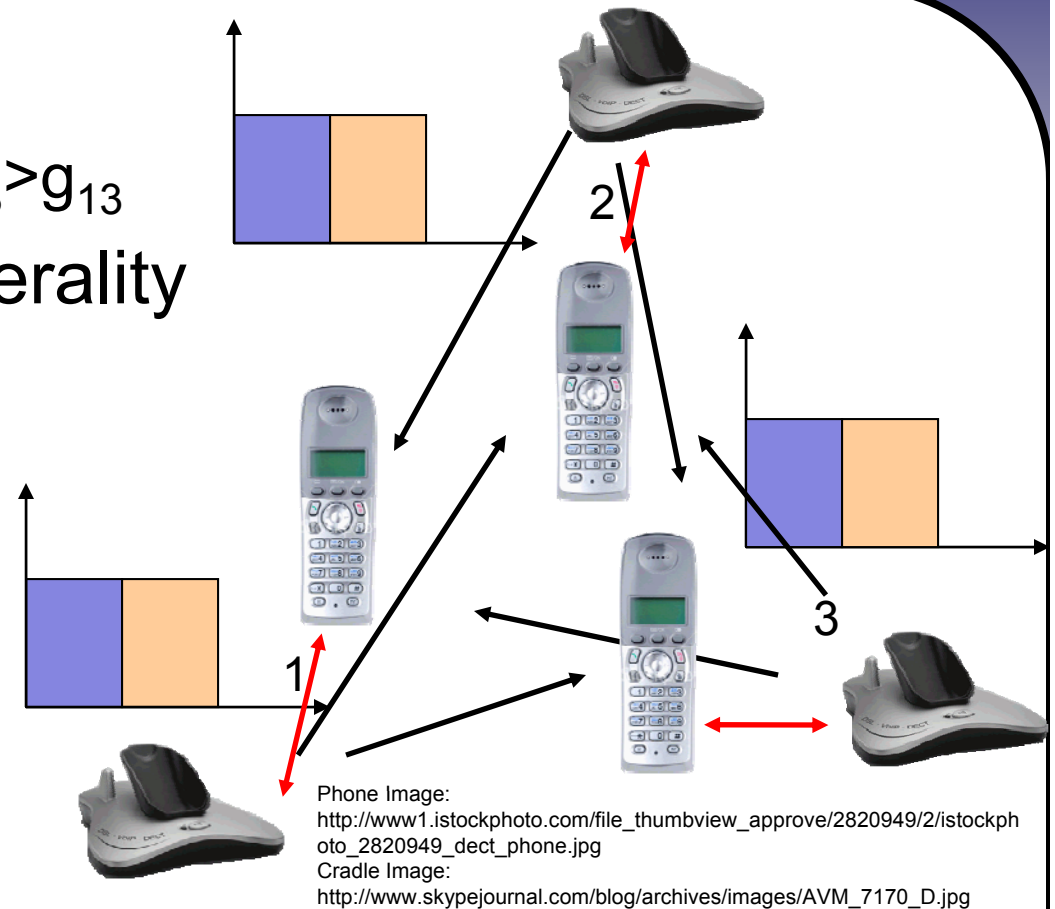 >g₁₃
erality
2
1
3
Phone Image:
http://www1.istockphoto.com/file_thumbview_approve/2820949/2/istockph
oto_2820949_dect_phone.jpg
Cradle Image:
http://www.skypejournal.com/blog/archives/images/AVM_7170_D.jpg